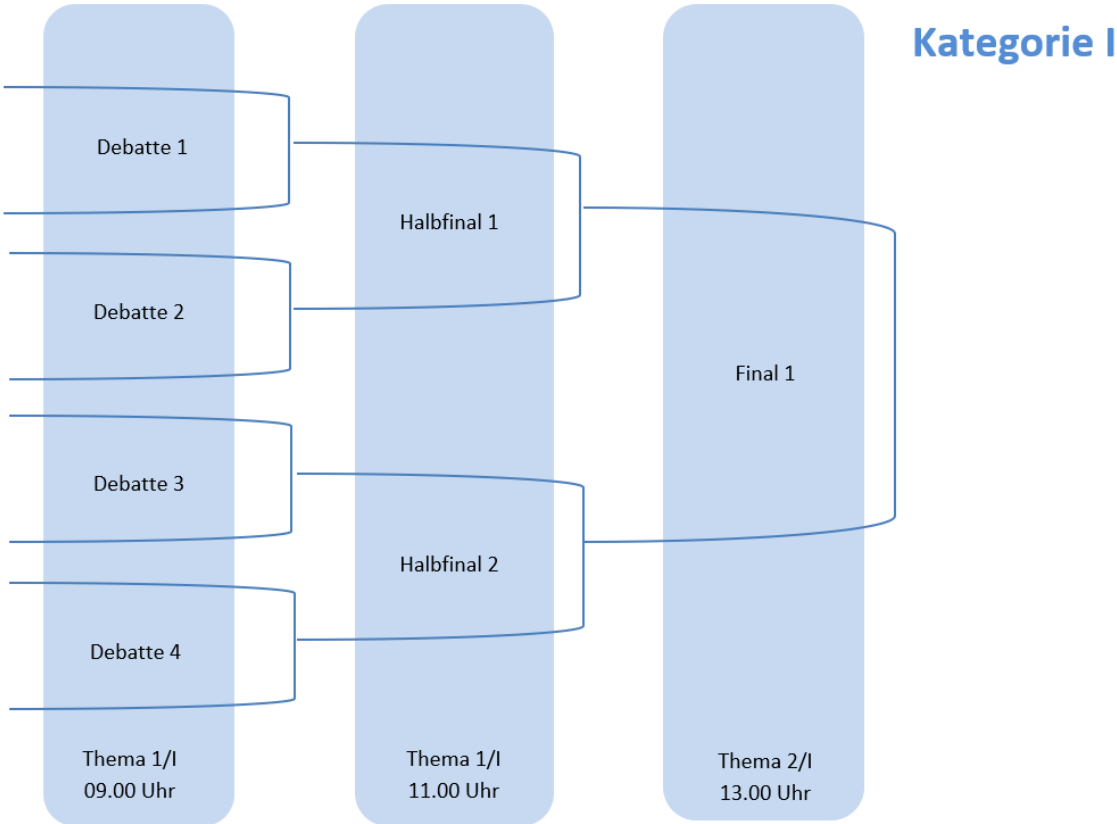 Kategorie I
Debatte 1
Debatte 2
Debatte 3
Debatte 4
Thema 1/I
09.00 Uhr
Halbfinal 1
Halbfinal 2
Thema 1/I
11.00 Uhr
Final 1
Thema 2/I
13.00 Uhr